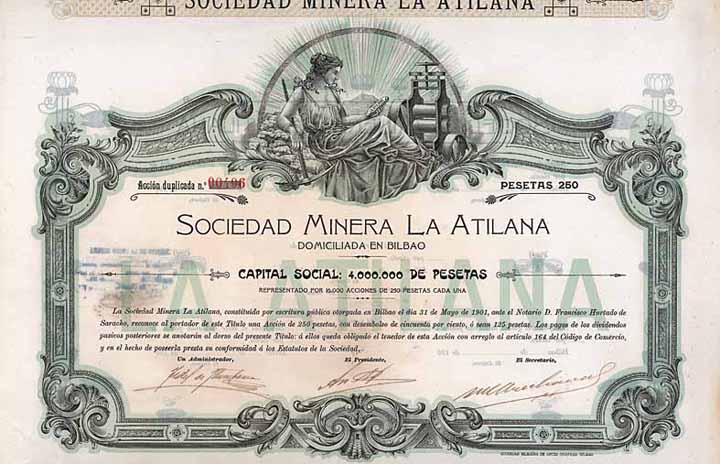 SOCIEDAD MINERA LA ATILANA
Acción duplicada n.º 00496
PESETAS 250
SOCIEDAD MINERA LA ATILANA
DOMICILIADA EN BILBAO
CAPITAL SOCIAL: 4.000.000 DE PESETAS
REPRESENTADO POR 16,000 ACCIONES DE 250 PESETAS CADA UNA
LA ATILANA
La Sociedad Minera La Atilana, constituida por escritura pública otorgada en Bilbao el día 31 de Mayo de 1901, ante el Notario D. Francisco Hurtado de
Saracho, reconoce al portador de este Título una Acción de 250 pesetas, con desembolso de cincuenta por ciento, ó sean 125 pesetas. Los pagos de los dividendos
pasivos posteriores se anotarán al dorso del presente Título: á ellos queda obligado el tenedor de esta Acción con arreglo al artículo 164 del Código de Comercio,
y en el hecho de poseerla presta su conformidad á los Estatutos de la Sociedad.
Un Administrador, El Presidente, El Secretario,